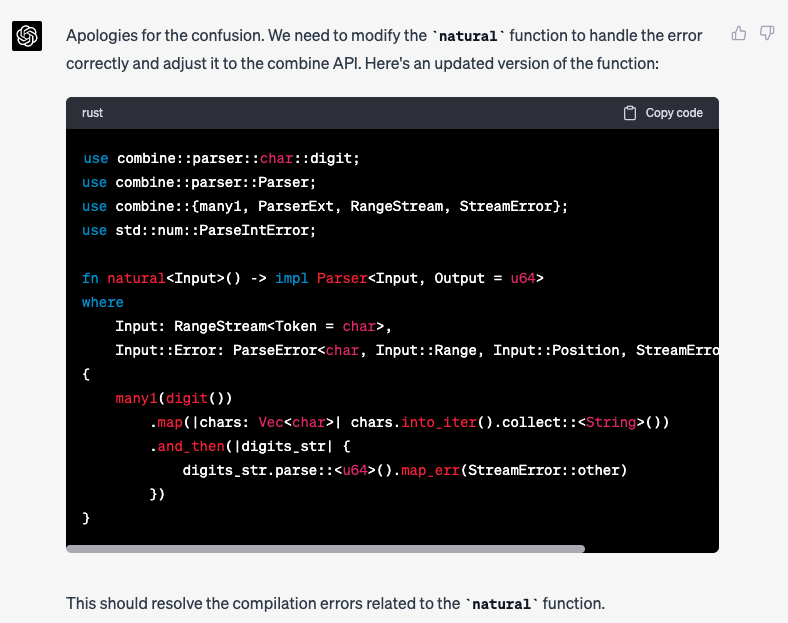 Apologies for the confusion. We need to modify the `natural` function to handle the error
correctly and adjust it to the combine API. Here's an updated version of the function:
rust
Copy code
use combine::parser::char::digit;
use combine::parser::Parser;
use combine::{many1, ParserExt, RangeStream, StreamError};
use std::num::ParseIntError;
fn natural<Input>() -> impl Parser<Input, Output = u64>
where
    Input: RangeStream<Token = char>,
    Input::Error: ParseError<char, Input::Range, Input::Position, StreamErro
{
    many1(digit())
        .map(|chars: Vec<char>| chars.into_iter().collect::<String>())
        .and_then(|digits_str| {
            digits_str.parse::<u64>().map_err(StreamError::other)
        })
}
This should resolve the compilation errors related to the `natural` function.